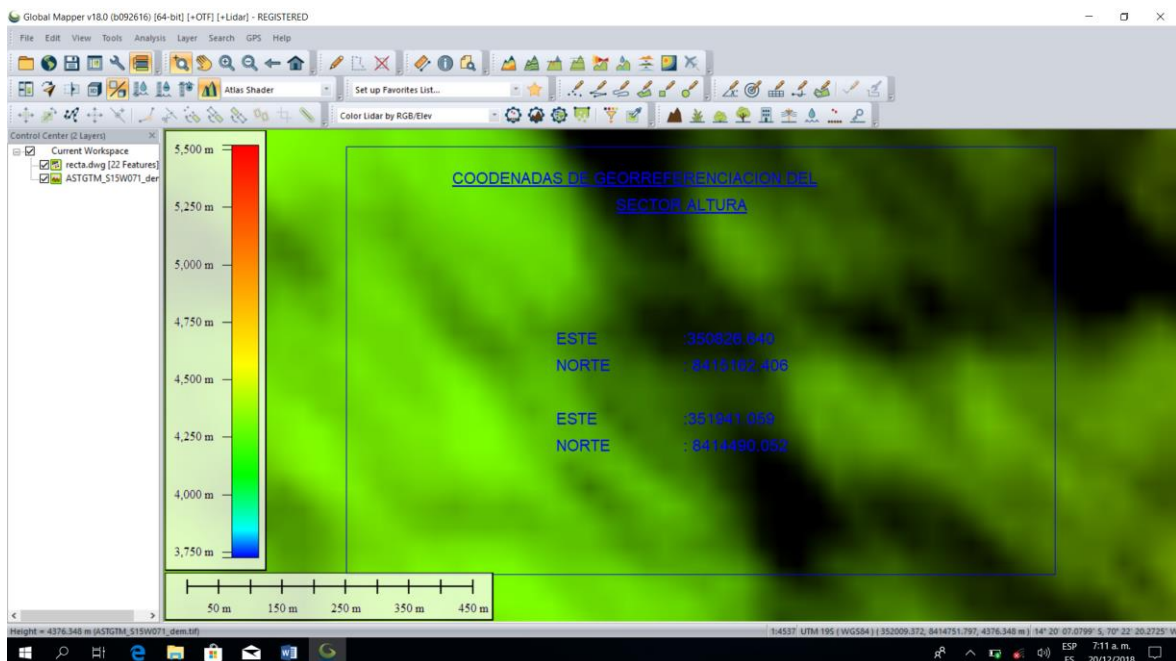 Global Mapper v18.0 (b092616) [64-bit] [+OTF] [+Lidar] - REGISTERED
File Edit View Tools Analysis Layer Search GPS Help
Atlas Shader
Set up Favorites List...
Color Lidar by RGB/Elev
Control Center (2 Layers)
Current Workspace
recta.dwg [22 Features]
ASTGTM_S15W071_der
5,500 m
5,250 m
5,000 m
4,750 m
4,500 m
4,250 m
4,000 m
3,750 m
COODENADAS DE GEORREFERENCIACION DEL
SECTOR ALTURA
ESTE :350626.640
NORTE : 8415162.406
ESTE :351941.059
NORTE : 8414490.052
50 m 150 m 250 m 350 m 450 m
Height = 4376.348 m (ASTGTM_S15W071_dem.tif)
1:4537 UTM 19S ( WGS84 ) ( 352009.372, 8414751.797, 4376.348 m ) 14° 20' 07.0799" S, 70° 22' 20.2725" W
ESP 7:11 a. m.
ES 20/12/2018